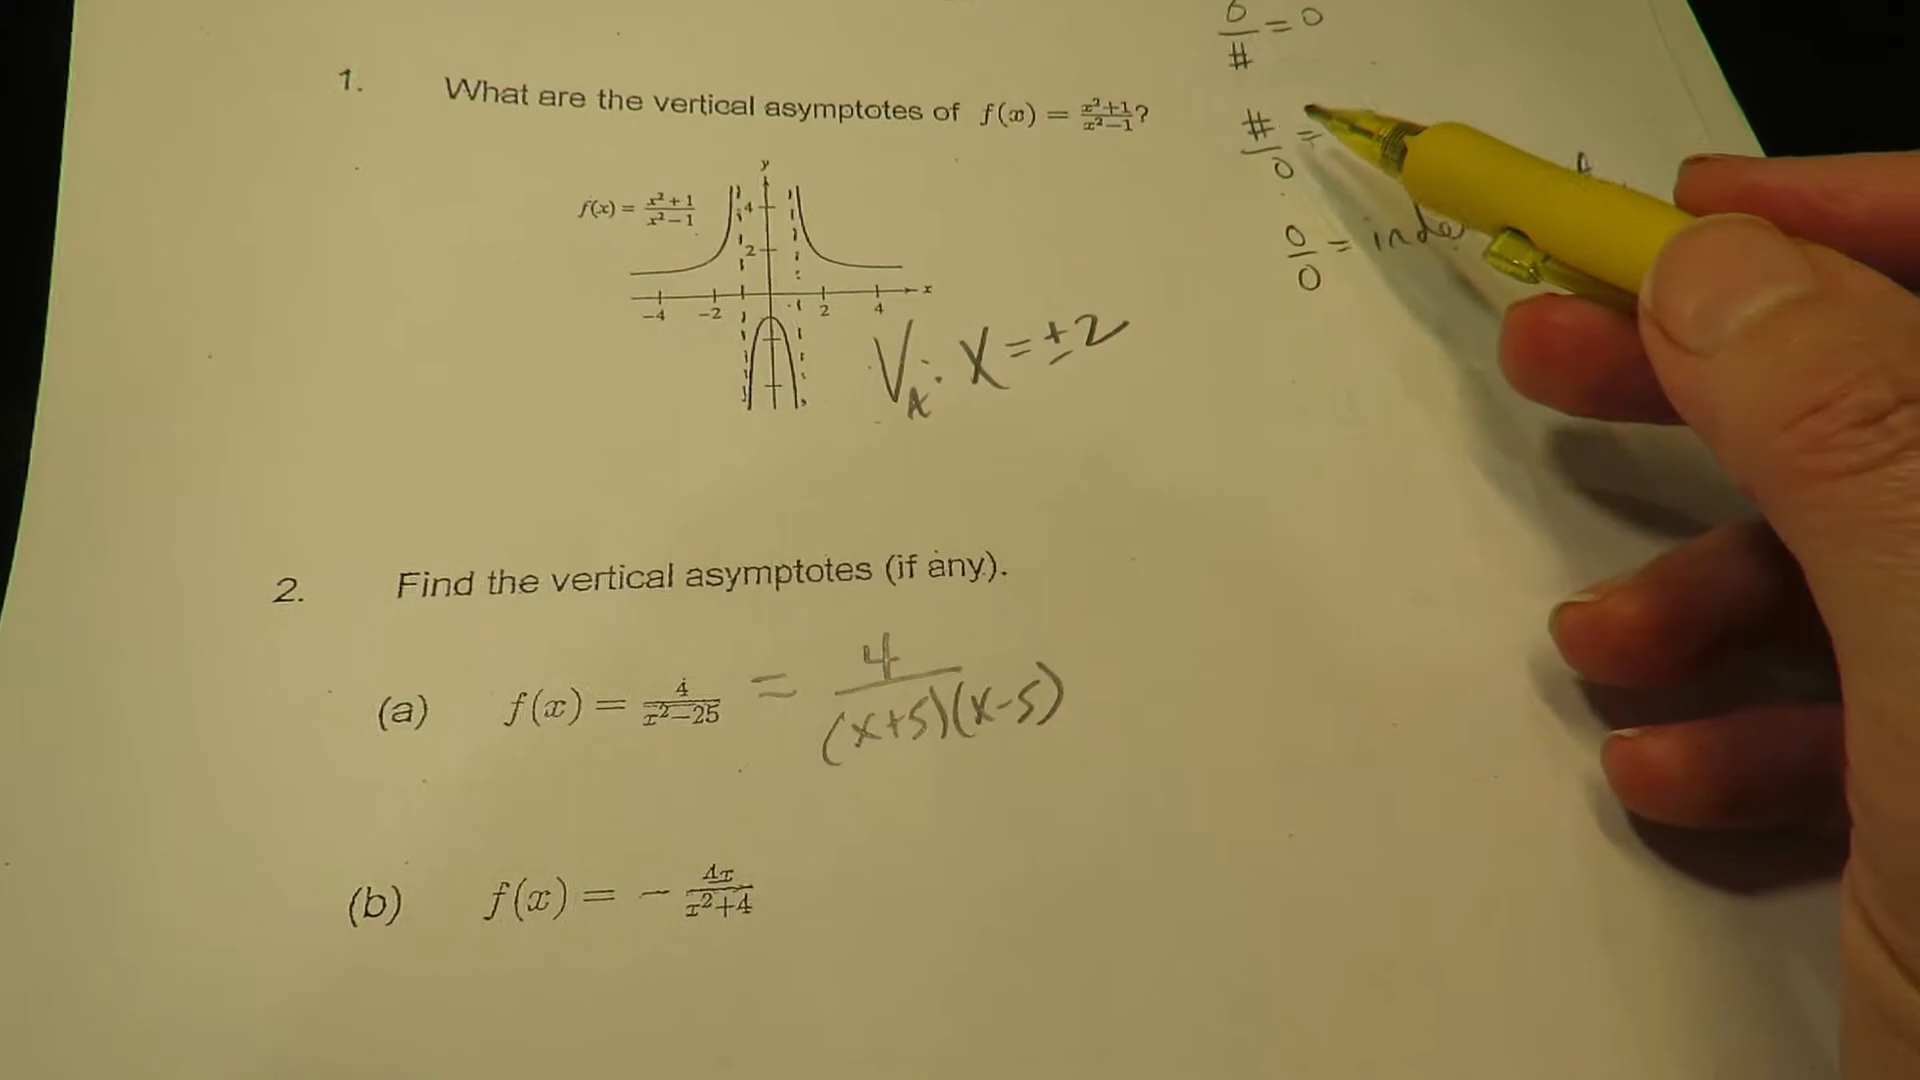 0/# = 0
1. What are the vertical asymptotes of f(x) = x²+1/x²−1?
#/0 =
0/0 = inde
f(x) = x²+1/x²−1
y
4
2
x
−4 −2 2 4
VA: X = ±2
2. Find the vertical asymptotes (if any).
(a) f(x) = 4/x²−25 = 4/(x+5)(x-5)
(b) f(x) = − 4x/x²+4